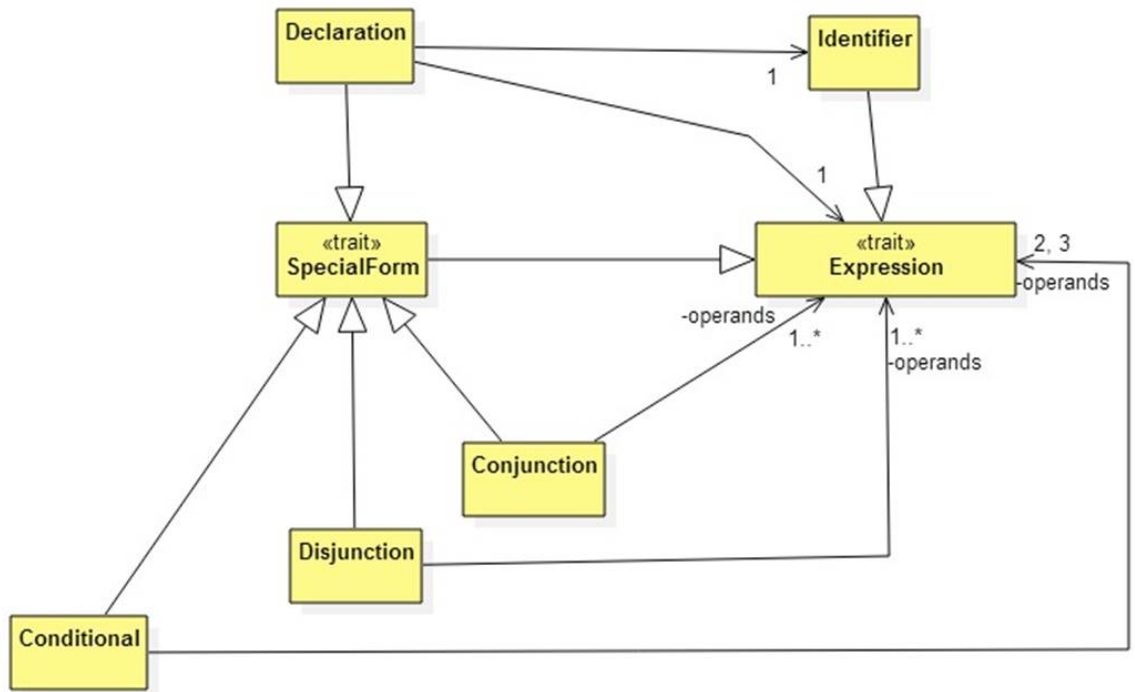 Declaration
Identifier
1
1
«trait»
SpecialForm
«trait»
Expression
2, 3
-operands
-operands
1..*
1..*
-operands
Conjunction
Disjunction
Conditional